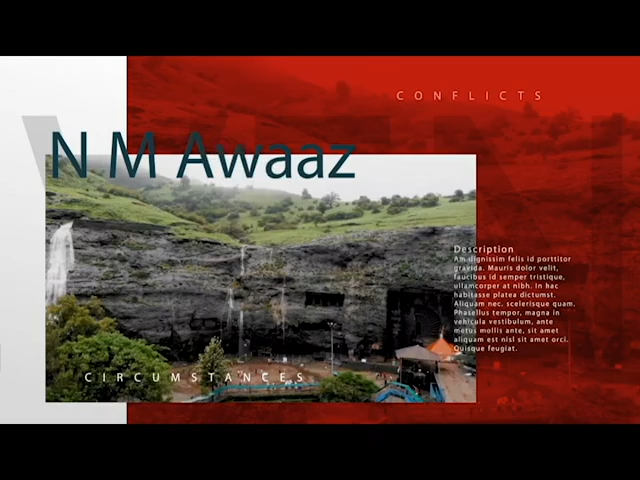 CONFLICTS
N M Awaaz
Description
Am dignissim felis id porttitor
gravida. Mauris dolor velit,
faucibus id semper tristique,
ullamcorper at nibh. In hac
habitasse platea dictumst.
Aliquam nec, scelerisque quam.
Phasellus tempor, magna in
vehicula vestibulum, ante
metus mollis ante, sit amet
aliquam est nisl sit amet orci.
Quisque feugiat.
CIRCUMSTANCES